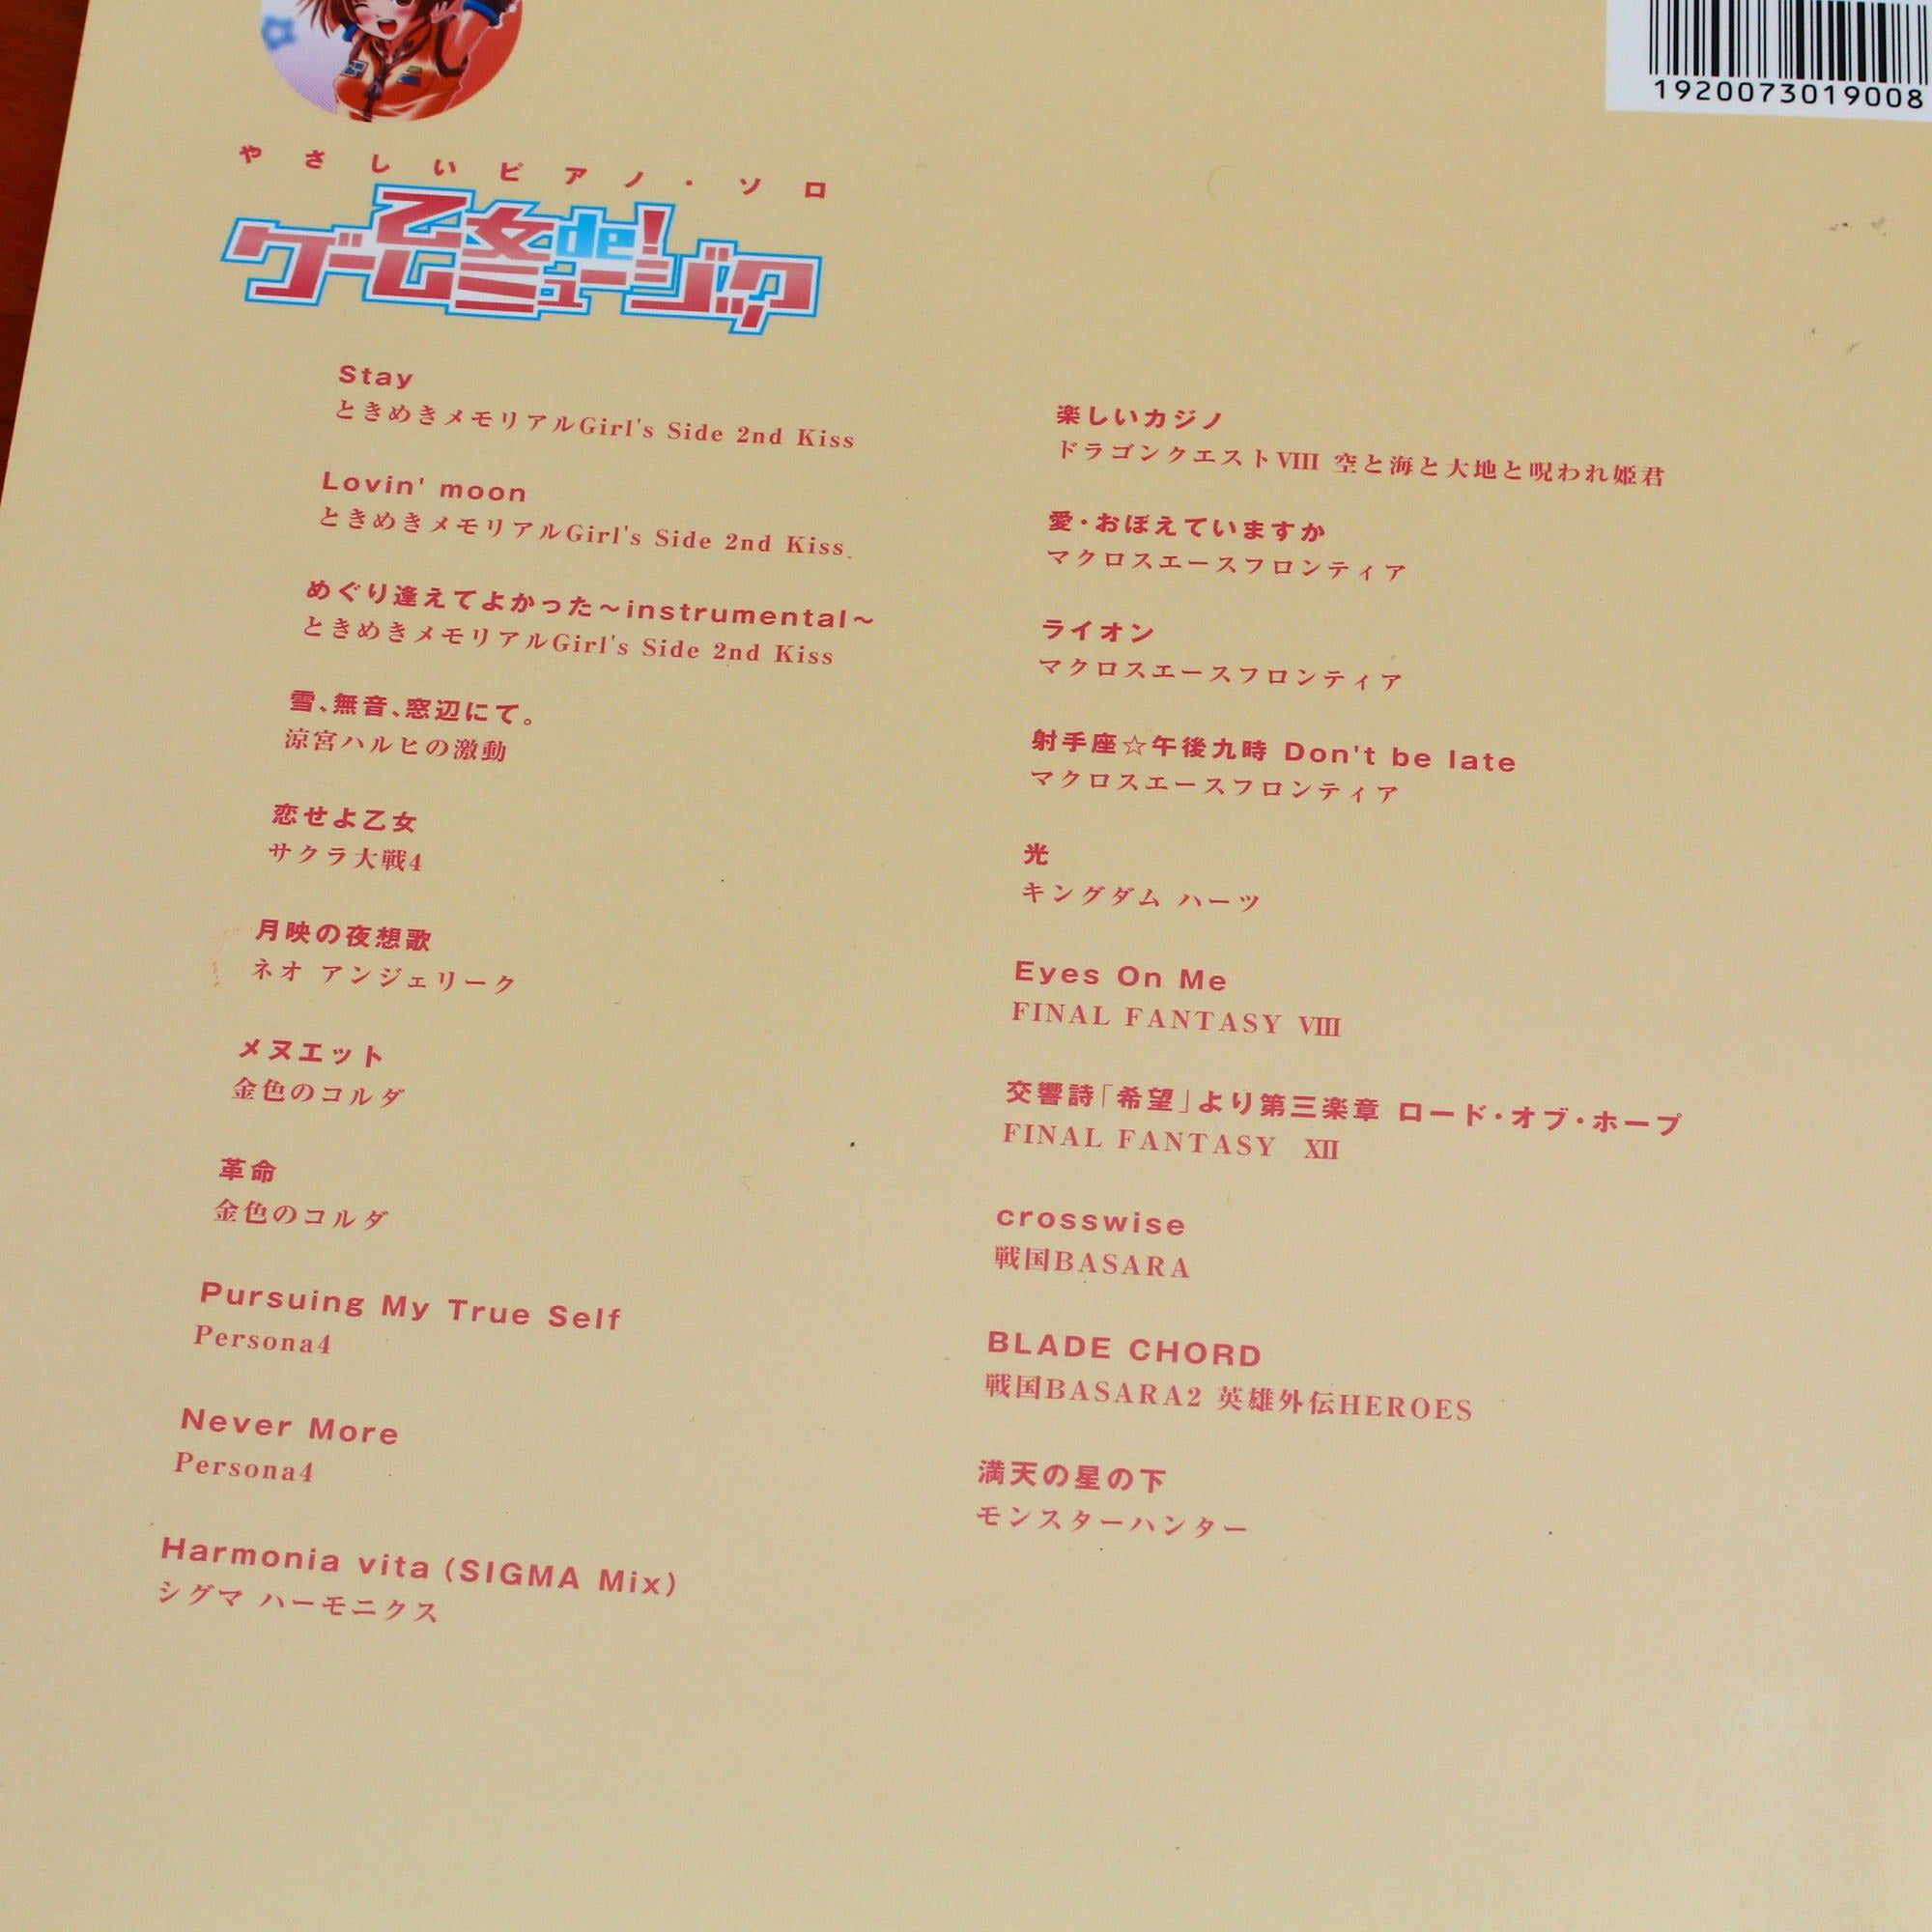 1920073019008
やさしいピアノ・ソロ
乙女de!
ゲームミュージック
Stay
ときめきメモリアルGirl's Side 2nd Kiss
Lovin' moon
ときめきメモリアルGirl's Side 2nd Kiss
めぐり逢えてよかった～instrumental～
ときめきメモリアルGirl's Side 2nd Kiss
雪、無音、窓辺にて。
涼宮ハルヒの激動
恋せよ乙女
サクラ大戦4
月映の夜想歌
ネオ アンジェリーク
メヌエット
金色のコルダ
革命
金色のコルダ
Pursuing My True Self
Persona4
Never More
Persona4
Harmonia vita (SIGMA Mix)
シグマ ハーモニクス
楽しいカジノ
ドラゴンクエストⅧ 空と海と大地と呪われ姫君
愛・おぼえていますか
マクロスエースフロンティア
ライオン
マクロスエースフロンティア
射手座☆午後九時 Don't be late
マクロスエースフロンティア
光
キングダム ハーツ
Eyes On Me
FINAL FANTASY Ⅷ
交響詩「希望」より第三楽章 ロード・オブ・ホープ
FINAL FANTASY Ⅻ
crosswise
戦国BASARA
BLADE CHORD
戦国BASARA2 英雄外伝HEROES
満天の星の下
モンスターハンター